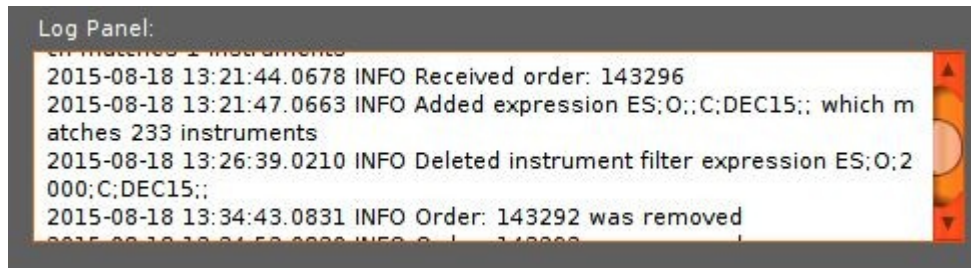 Log Panel:
2015-08-18 13:21:44.0678 INFO Received order: 143296
2015-08-18 13:21:47.0663 INFO Added expression ES;O;;C;DEC15;; which m
atches 233 instruments
2015-08-18 13:26:39.0210 INFO Deleted instrument filter expression ES;O;2
000;C;DEC15;;
2015-08-18 13:34:43.0831 INFO Order: 143292 was removed